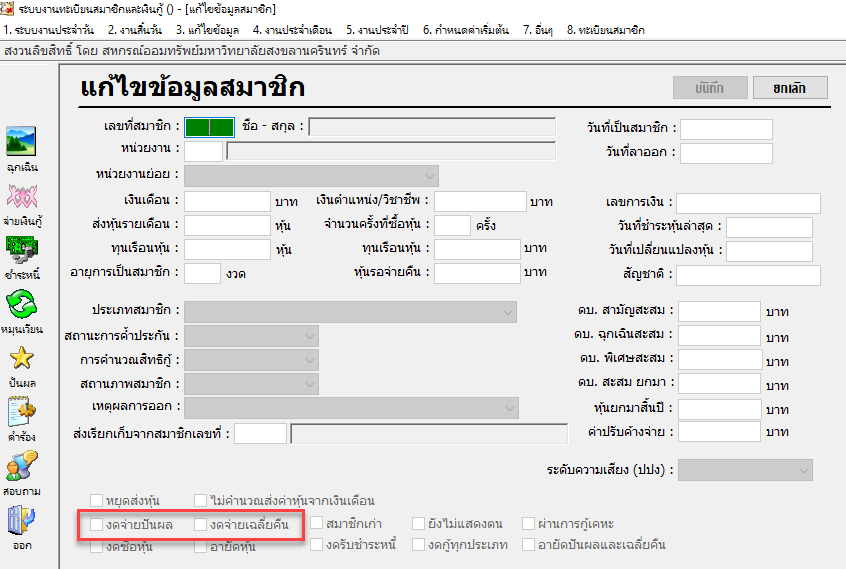 ระบบงานทะเบียนสมาชิกและเงินกู้ () - [แก้ไขข้อมูลสมาชิก]
1. ระบบงานประจำวัน 2. งานสิ้นวัน 3. แก้ไขข้อมูล 4. งานประจำเดือน 5. งานประจำปี 6. กำหนดค่าเริ่มต้น 7. อื่นๆ 8. ทะเบียนสมาชิก
สงวนลิขสิทธิ์ โดย สหกรณ์ออมทรัพย์มหาวิทยาลัยสงขลานครินทร์ จำกัด
แก้ไขข้อมูลสมาชิก บันทึก ยกเลิก
เลขที่สมาชิก : ชื่อ - สกุล : วันที่เป็นสมาชิก :
หน่วยงาน : วันที่ลาออก :
ฉุกเฉิน
หน่วยงานย่อย :
เงินเดือน : บาท เงินตำแหน่ง/วิชาชีพ : บาท เลขการเงิน :
จ่ายเงินกู้
ส่งหุ้นรายเดือน : หุ้น จำนวนครั้งที่ซื้อหุ้น : ครั้ง วันที่ชำระหุ้นล่าสุด :
ทุนเรือนหุ้น : หุ้น ทุนเรือนหุ้น : บาท วันที่เปลี่ยนแปลงหุ้น :
ชำระหนี้
อายุการเป็นสมาชิก : งวด หุ้นรอจ่ายคืน : บาท สัญชาติ :
ประเภทสมาชิก : ดบ. สามัญสะสม : บาท
หมุนเวียน
สถานะการค้ำประกัน : ดบ. ฉุกเฉินสะสม : บาท
การคำนวณสิทธิกู้ : ดบ. พิเศษสะสม : บาท
ปันผล
สถานภาพสมาชิก : ดบ. สะสม ยกมา : บาท
เหตุผลการออก : หุ้นยกมาสิ้นปี : บาท
คำร้อง
ส่งเรียกเก็บจากสมาชิกเลขที่ : ค่าปรับค้างจ่าย : บาท
ระดับความเสี่ยง (ปปง) :
สอบถาม
หยุดส่งหุ้น ไม่คำนวณส่งค่าหุ้นจากเงินเดือน
งดจ่ายปันผล งดจ่ายเฉลี่ยคืน สมาชิกเก่า ยังไม่แสดงตน ผ่านการกู้เคหะ
ออก
งดซื้อหุ้น อายัดหุ้น งดรับชำระหนี้ งดกู้ทุกประเภท อายัดปันผลและเฉลี่ยคืน